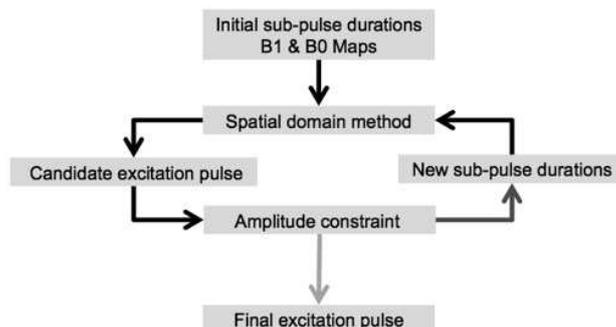 Initial sub-pulse durations
B1 & B0 Maps
Spatial domain method
Candidate excitation pulse
New sub-pulse durations
Amplitude constraint
Final excitation pulse